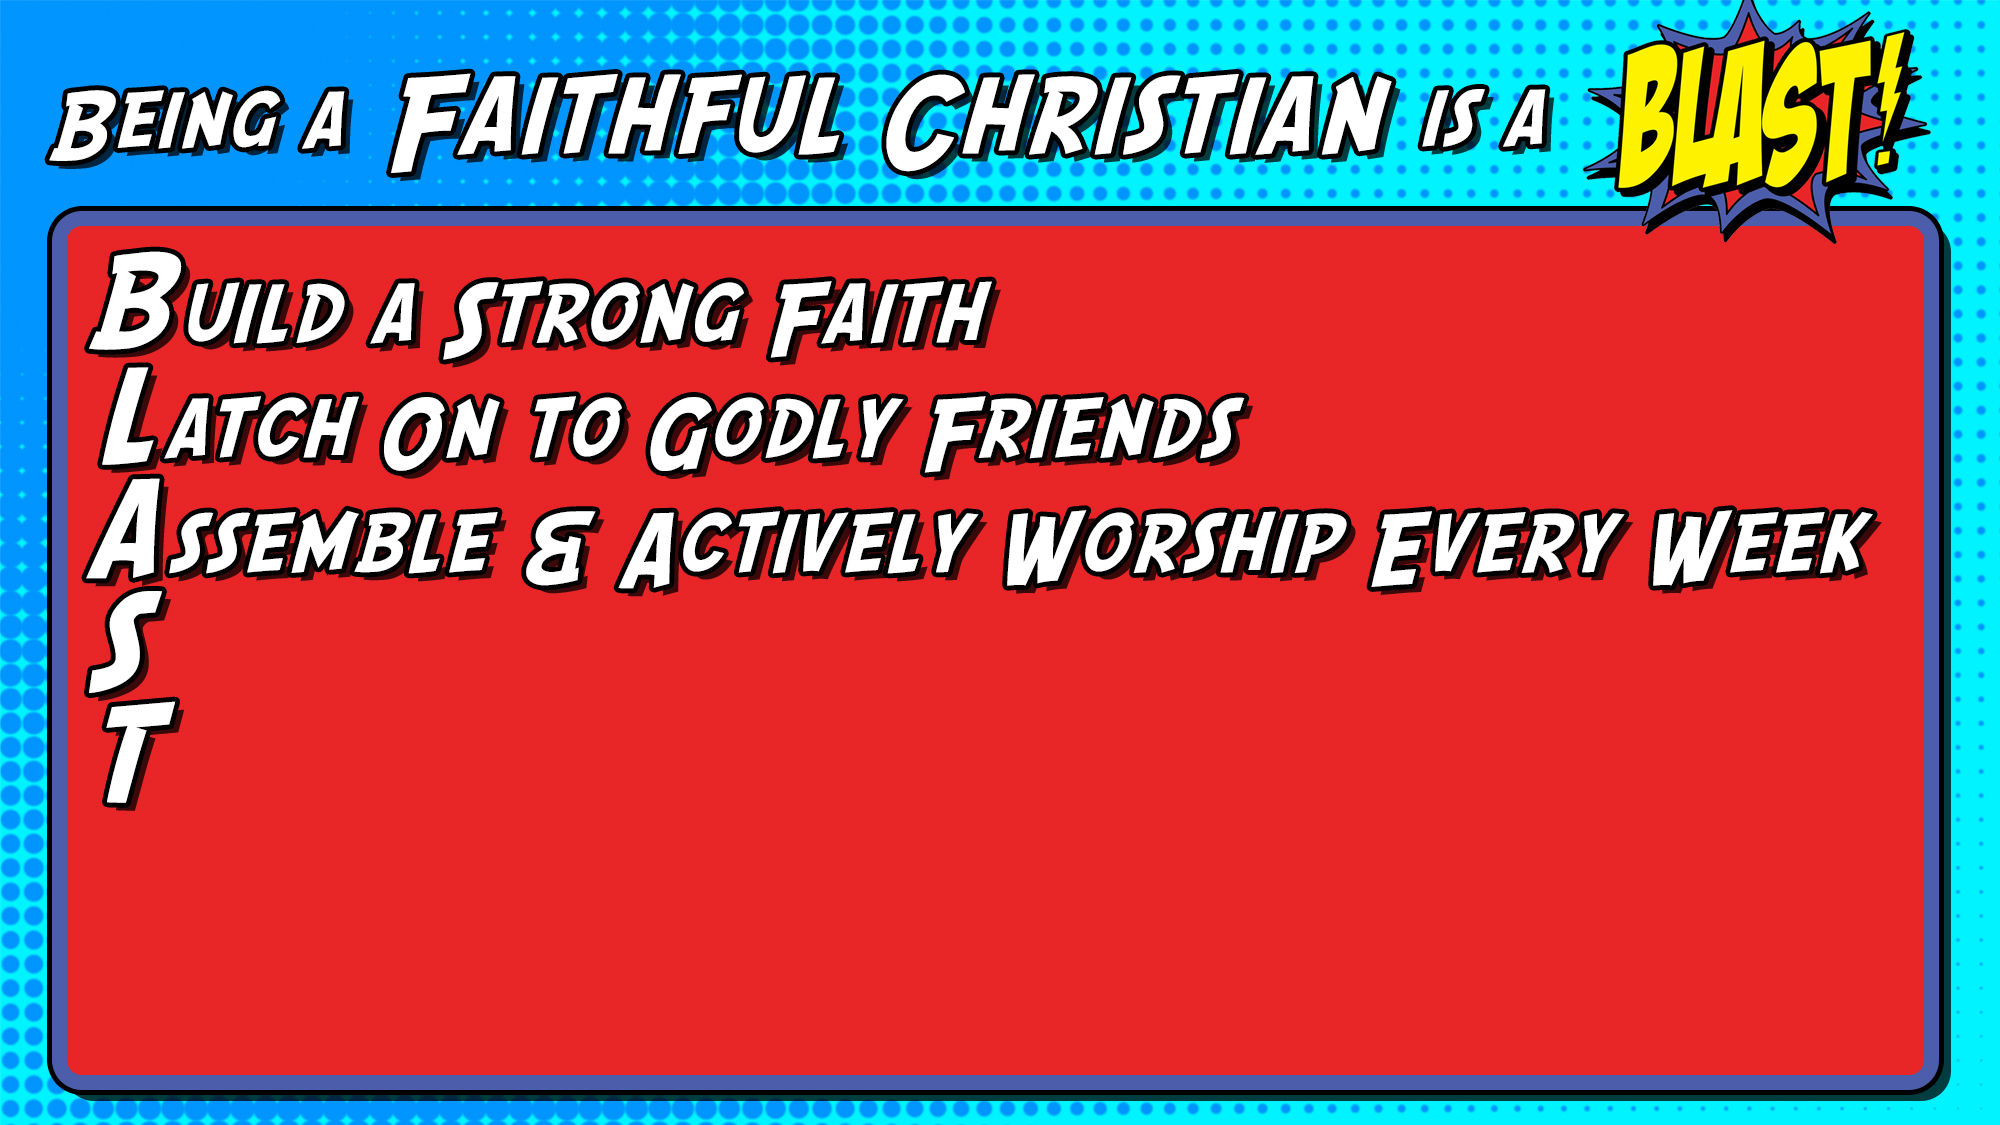 Being a Faithful Christian is a BLAST!
Build a Strong Faith
Latch On to Godly Friends
Assemble & Actively Worship Every Week
S
T